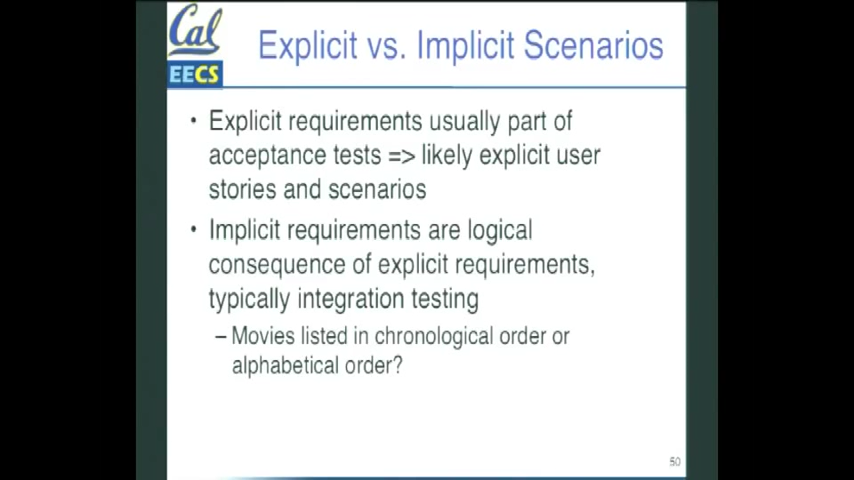 Cal
EECS
Explicit vs. Implicit Scenarios
• Explicit requirements usually part of
acceptance tests => likely explicit user
stories and scenarios
• Implicit requirements are logical
consequence of explicit requirements,
typically integration testing
– Movies listed in chronological order or
alphabetical order?
50